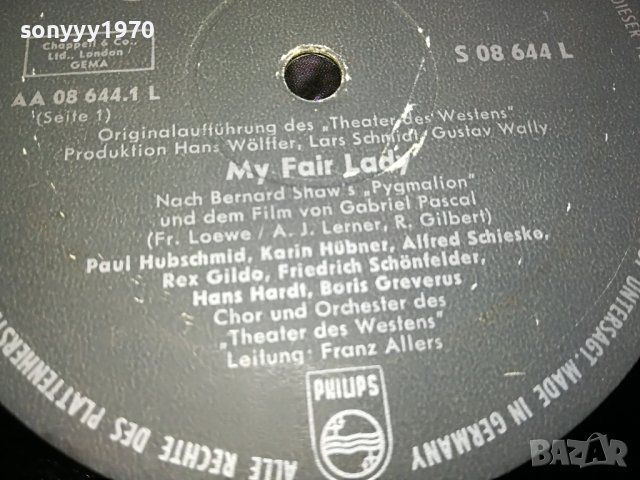 sonyyy1970
Chappell & Co.,
Ltd., London/
GEMA
AA 08 644.1 L
(Seite 1)
S 08 644 L
Originalaufführung des „Theater des Westens"
Produktion Hans Wölffer, Lars Schmidt, Gustav Wally
My Fair Lady
Nach Bernard Shaw's „Pygmalion"
und dem Film von Gabriel Pascal
(Fr. Loewe / A. J. Lerner, R. Gilbert)
Paul Hubschmid, Karin Hübner, Alfred Schieske,
Rex Gildo, Friedrich Schönfelder,
Hans Hardt, Boris Greverus
Chor und Orchester des
„Theater des Westens"
Leitung: Franz Allers
PHILIPS
ALLE RECHTE DES PLATTENHERST
DIESER
UNTERSAGT. MADE IN GERMANY
BAZAR